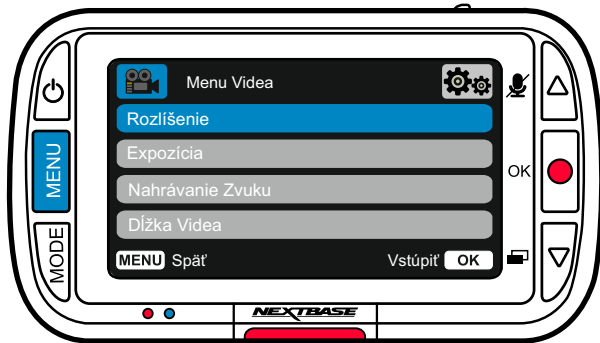 Menu Videa
Rozlíšenie
Expozícia
Nahrávanie Zvuku
Dĺžka Videa
MENU Späť
Vstúpiť OK
MENU
MODE
OK
NEXTBASE